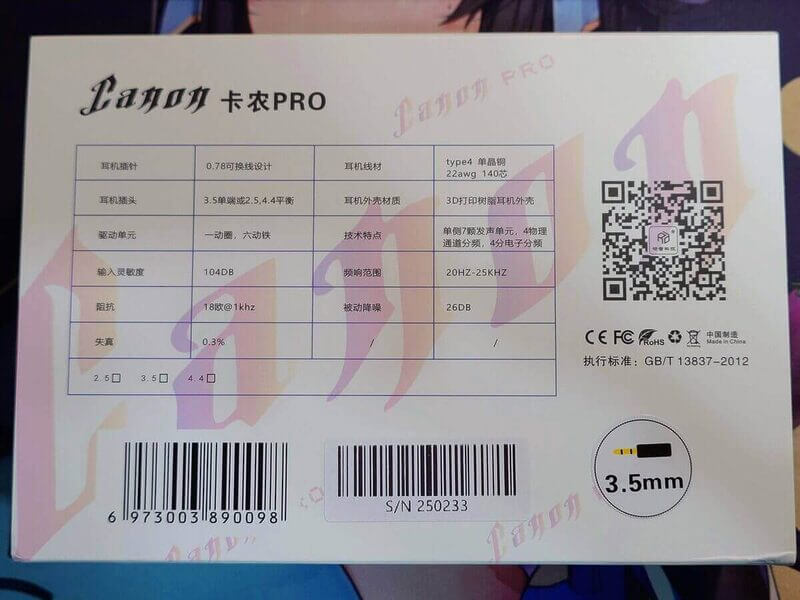 Canon 卡农PRO
Canon PRO
耳机插针 0.78可换线设计 耳机线材 type4 单晶铜
22awg 140芯
耳机插头 3.5单端或2.5,4.4平衡 耳机外壳材质 3D打印树脂耳机外壳
驱动单元 一动圈，六动铁 技术特点 单侧7颗发声单元，4物理
通道分频，4分电子分频
输入灵敏度 104DB 频响范围 20HZ-25KHZ
阻抗 18欧@1khz 被动降噪 26DB
失真 0.3% / /
2.5□ 3.5□ 4.4□
Canon
CE FC RoHS 中国制造
Made in China
执行标准：GB/T 13837-2012
6 973003 890098
S/N 250233
3.5mm
Canon
Canon